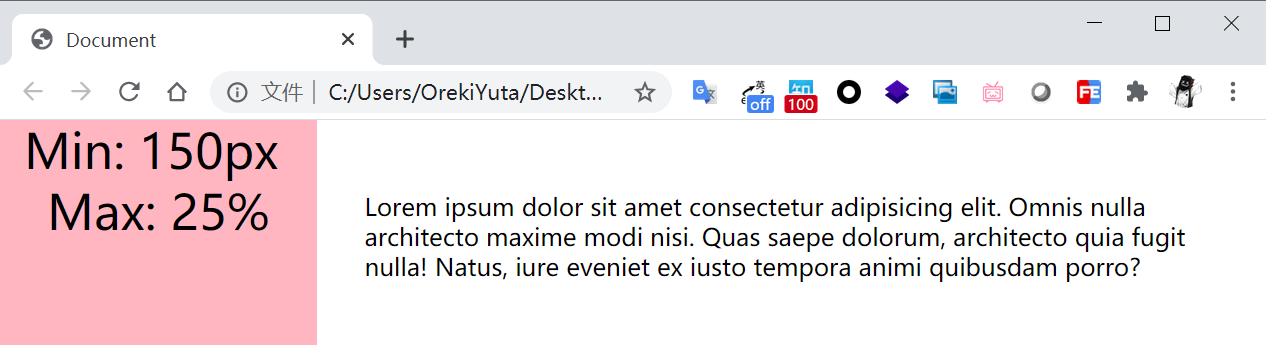 Document
文件
C:/Users/OrekiYuta/Deskt...
英
off
知
100
FE
Min: 150px
Max: 25%
Lorem ipsum dolor sit amet consectetur adipisicing elit. Omnis nulla
architecto maxime modi nisi. Quas saepe dolorum, architecto quia fugit
nulla! Natus, iure eveniet ex iusto tempora animi quibusdam porro?